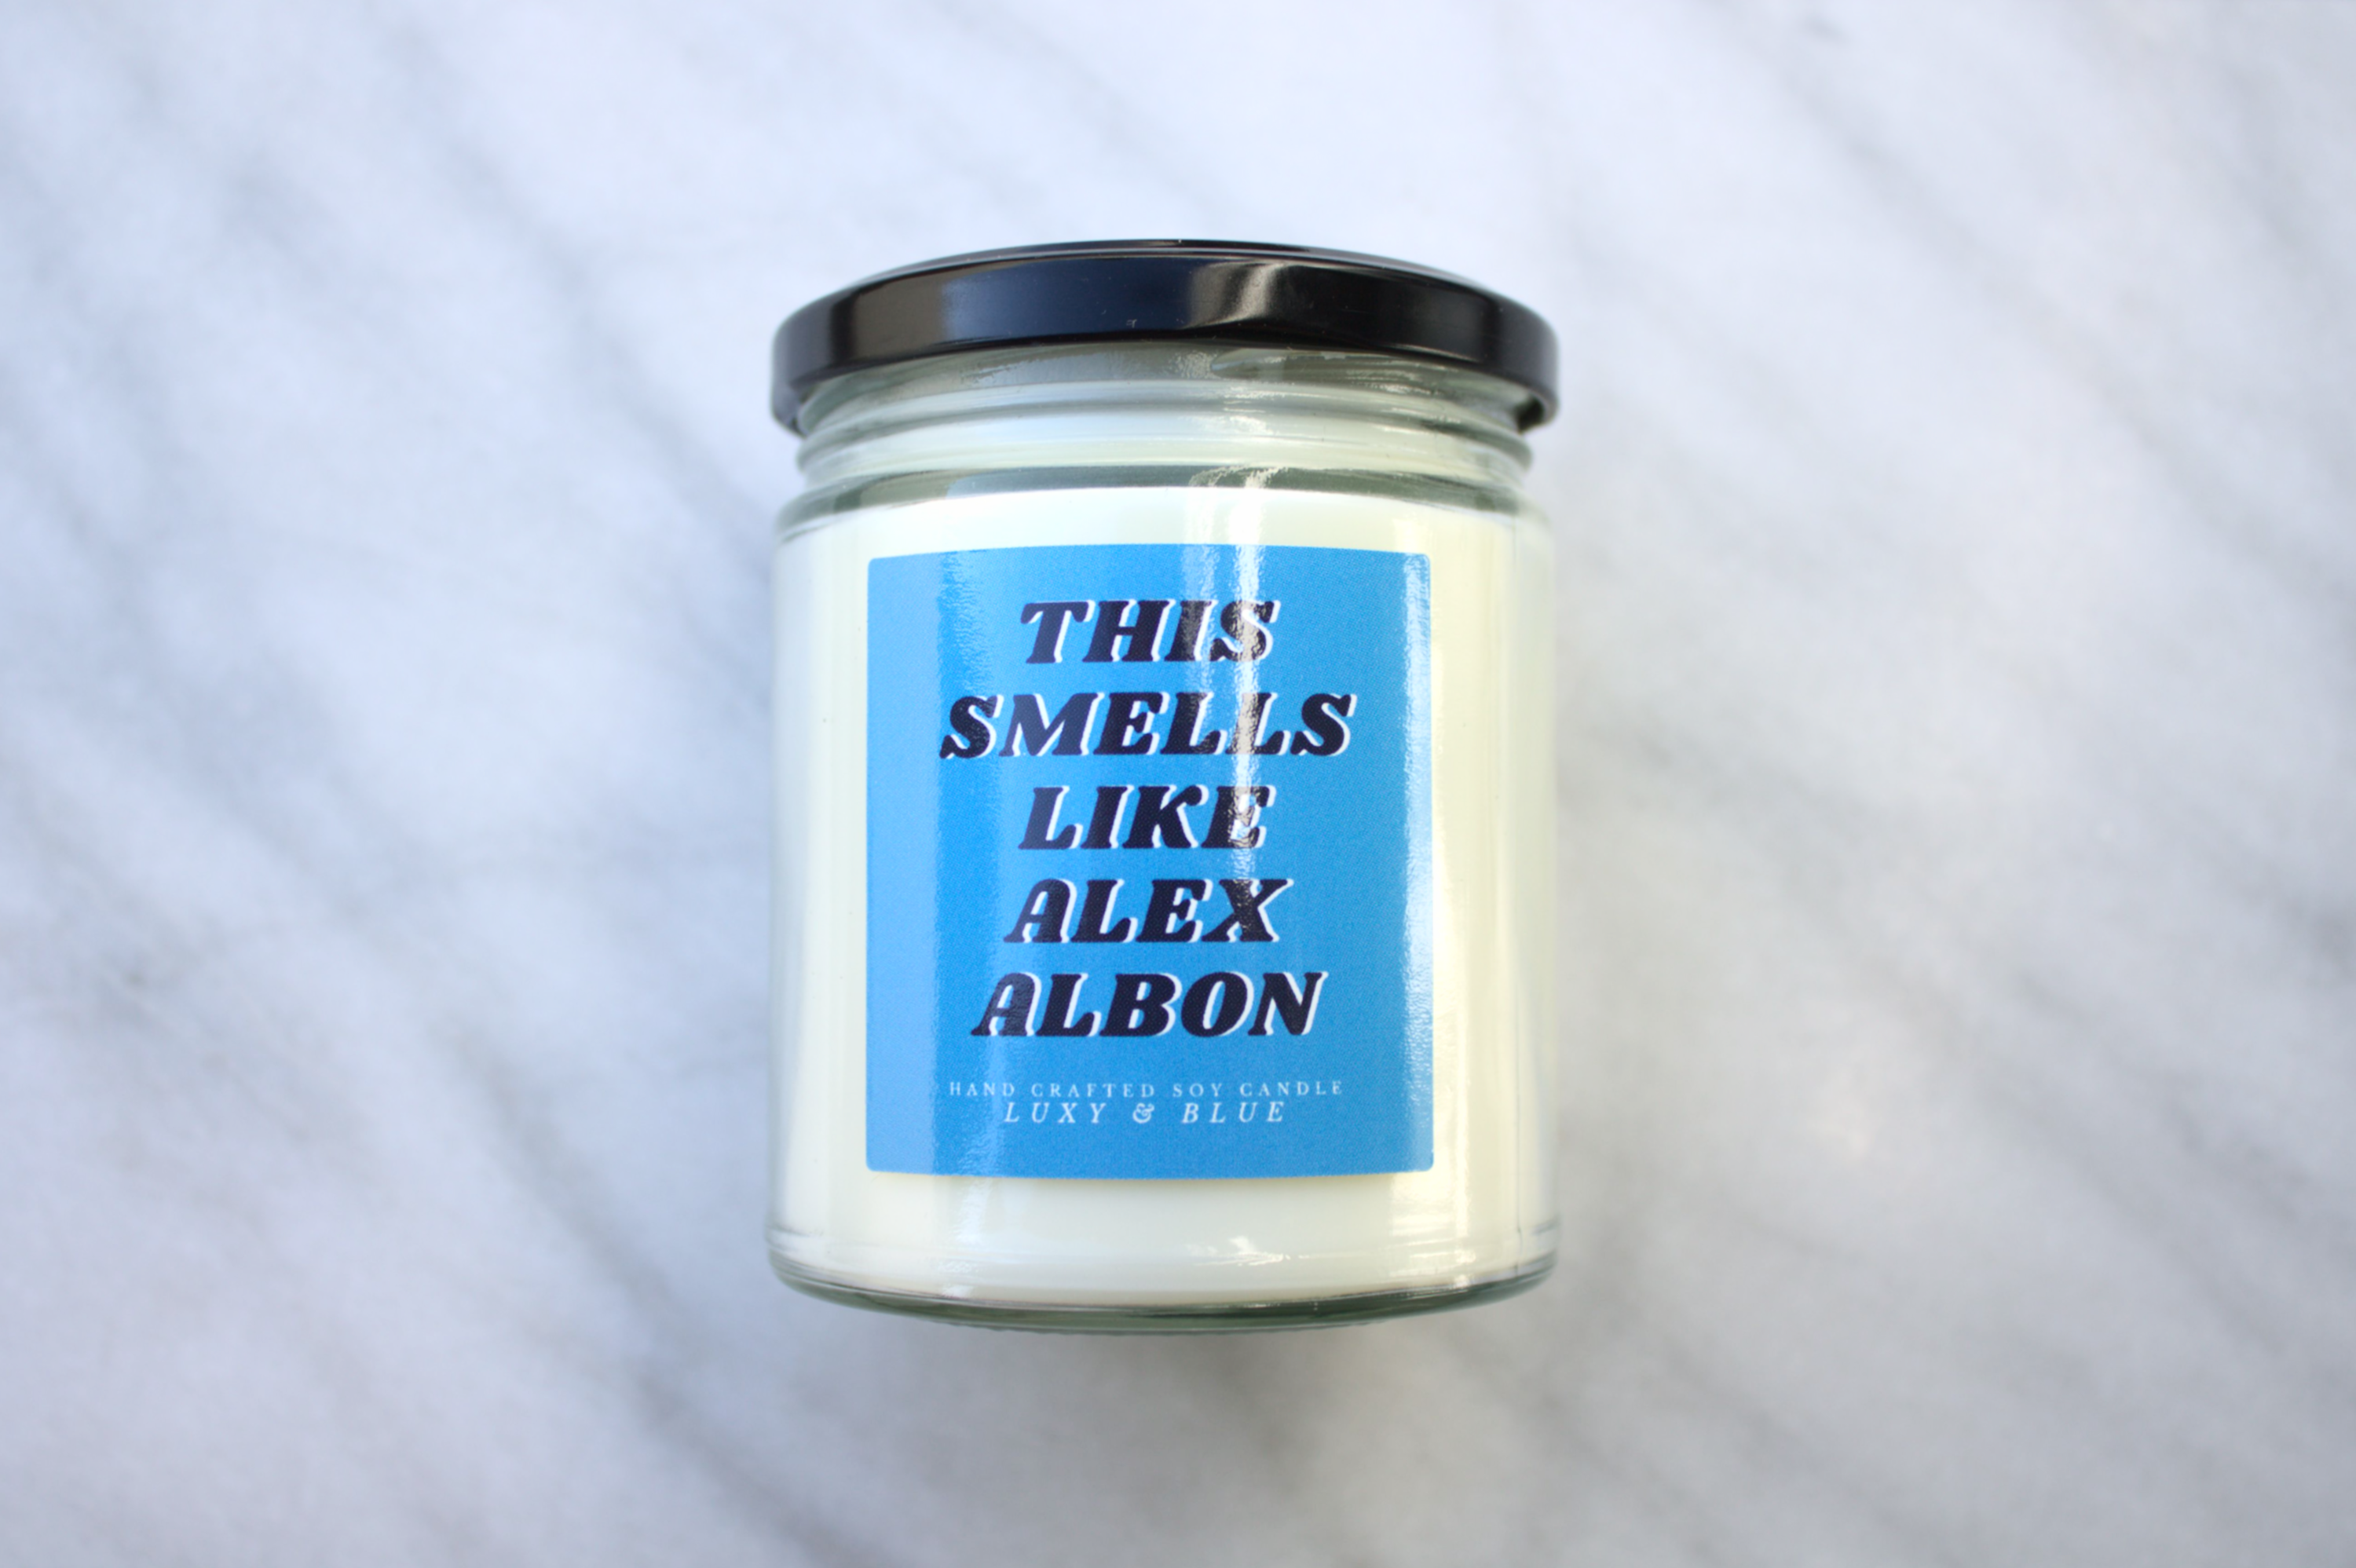 THIS
SMELLS
LIKE
ALEX
ALBON
HAND CRAFTED SOY CANDLE
LUXY & BLUE